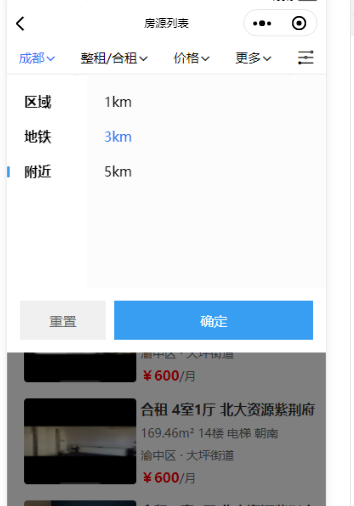 房源列表
成都 整租/合租 价格 更多
区域 1km
地铁 3km
附近 5km
重置 确定
渝中区 · 大坪街道
￥600/月
合租 4室1厅 北大资源紫荆府
169.46m² 14楼 电梯 朝南
渝中区 · 大坪街道
￥600/月